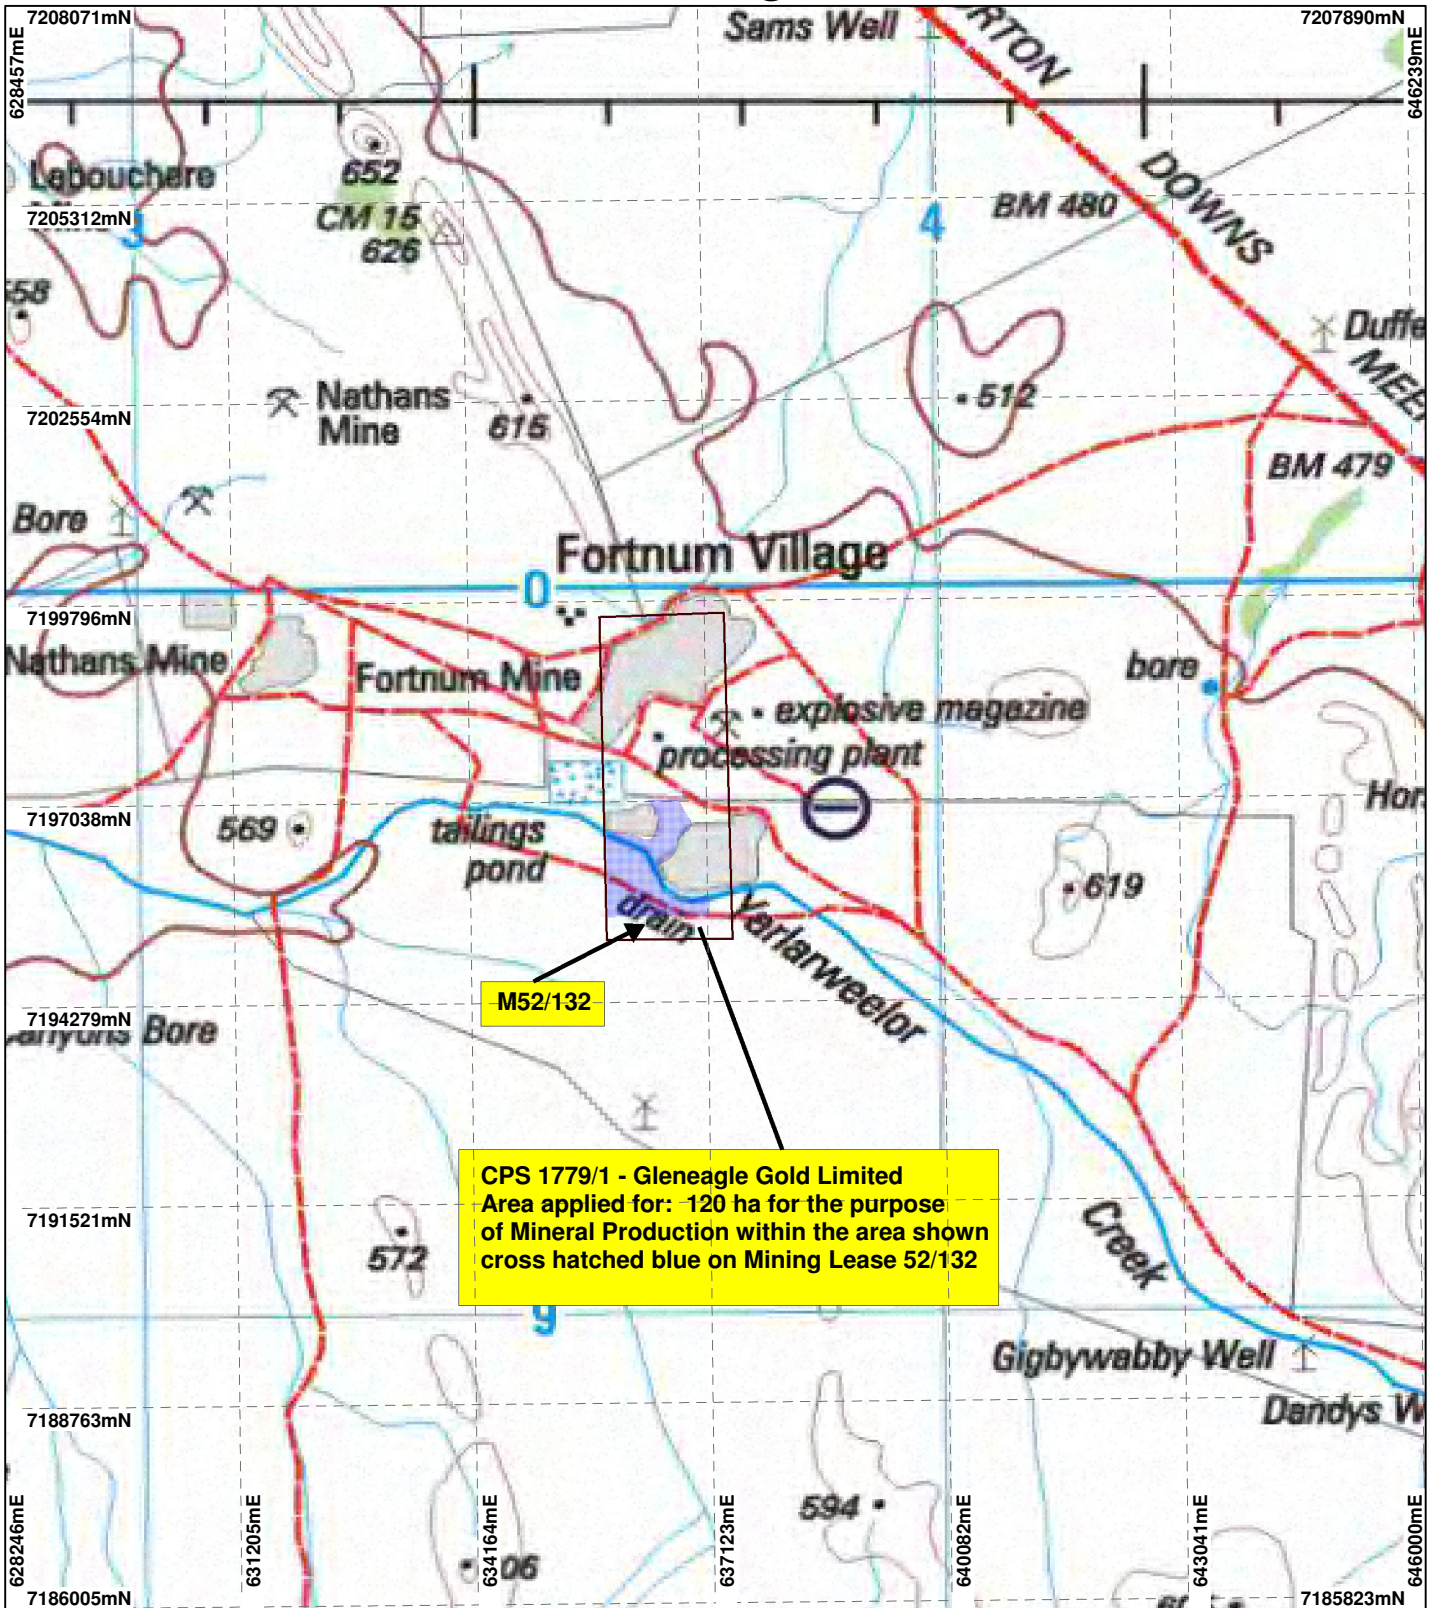 7208071mN
7207890mN
628457mE
646239mE
Sams Well
ORTON
DOWNS
652
Labouchere
BM 480
CM 15
7205312mN
3
4
626
558
Duffe
MEE
Nathans
Mine
512
615
7202554mN
BM 479
Bore
Fortnum Village
0
7199796mN
Nathans Mine
Fortnum Mine
bore
explosive magazine
processing plant
Hor
7197038mN
569
tailings
pond
619
drain
Yarlarweelor
Creek
M52/132
7194279mN
anyons Bore
CPS 1779/1 - Gleneagle Gold Limited
Area applied for: 120 ha for the purpose
of Mineral Production within the area shown
cross hatched blue on Mining Lease 52/132
7191521mN
572
9
Gigbywabby Well
7188763mN
Dandys W
594
06
628246mE
631205mE
634164mE
637123mE
640082mE
643041mE
646000mE
7186005mN
7185823mN